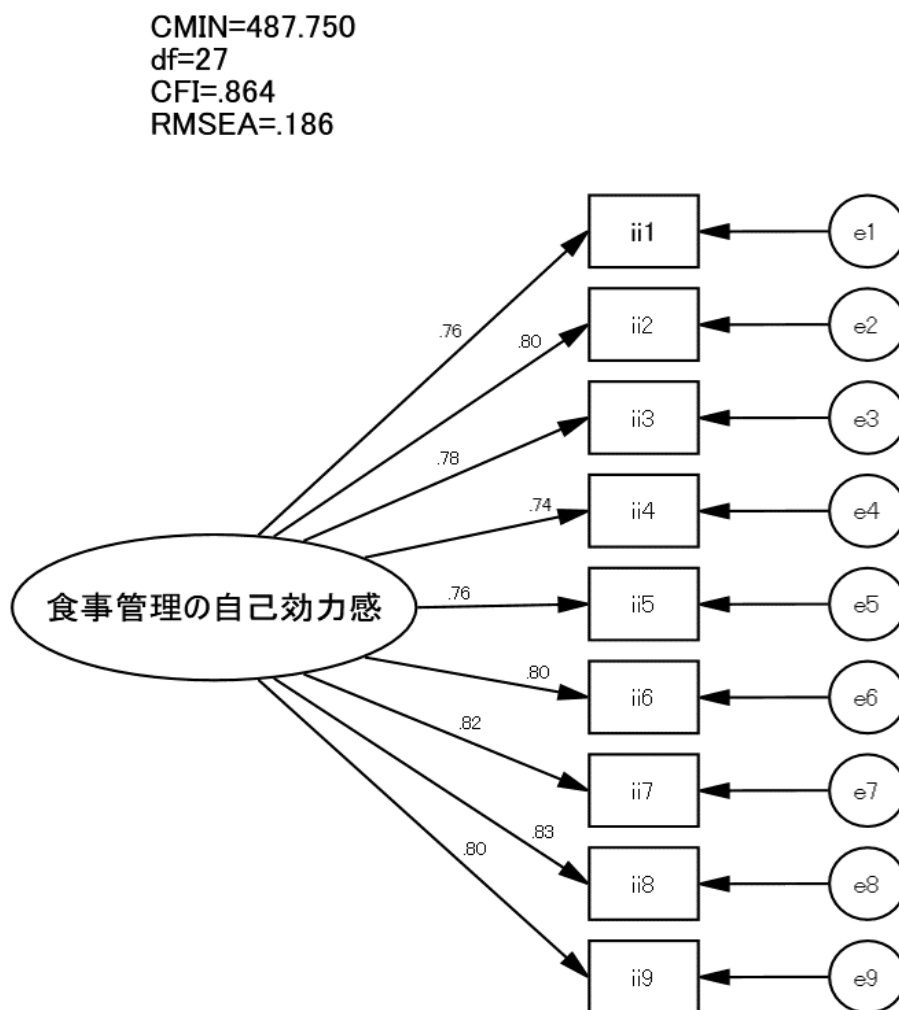 CMIN=487.750
df=27
CFI=.864
RMSEA=.186
ii1
e1
.76
ii2
e2
.80
ii3
e3
.78
ii4
e4
.74
食事管理の自己効力感
.76
ii5
e5
.80
ii6
e6
.82
ii7
e7
.83
ii8
e8
.80
ii9
e9